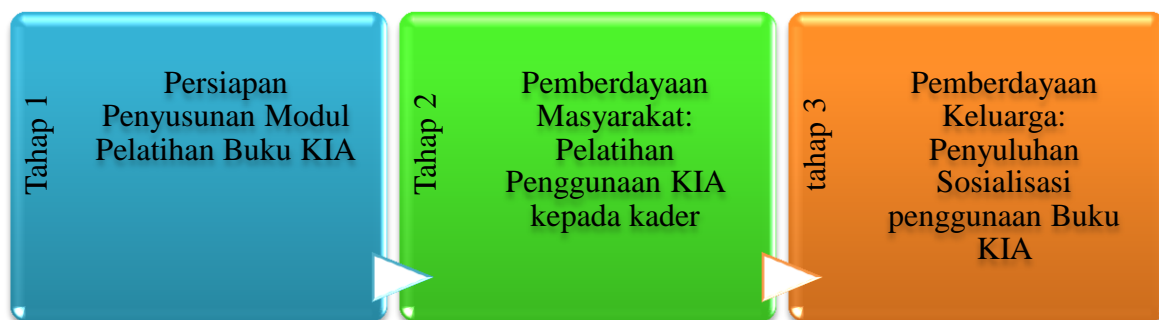 Tahap 1
Persiapan
Penyusunan Modul
Pelatihan Buku KIA
Tahap 2
Pemberdayaan
Masyarakat:
Pelatihan
Penggunaan KIA
kepada kader
tahap 3
Pemberdayaan
Keluarga:
Penyuluhan
Sosialisasi
penggunaan Buku
KIA